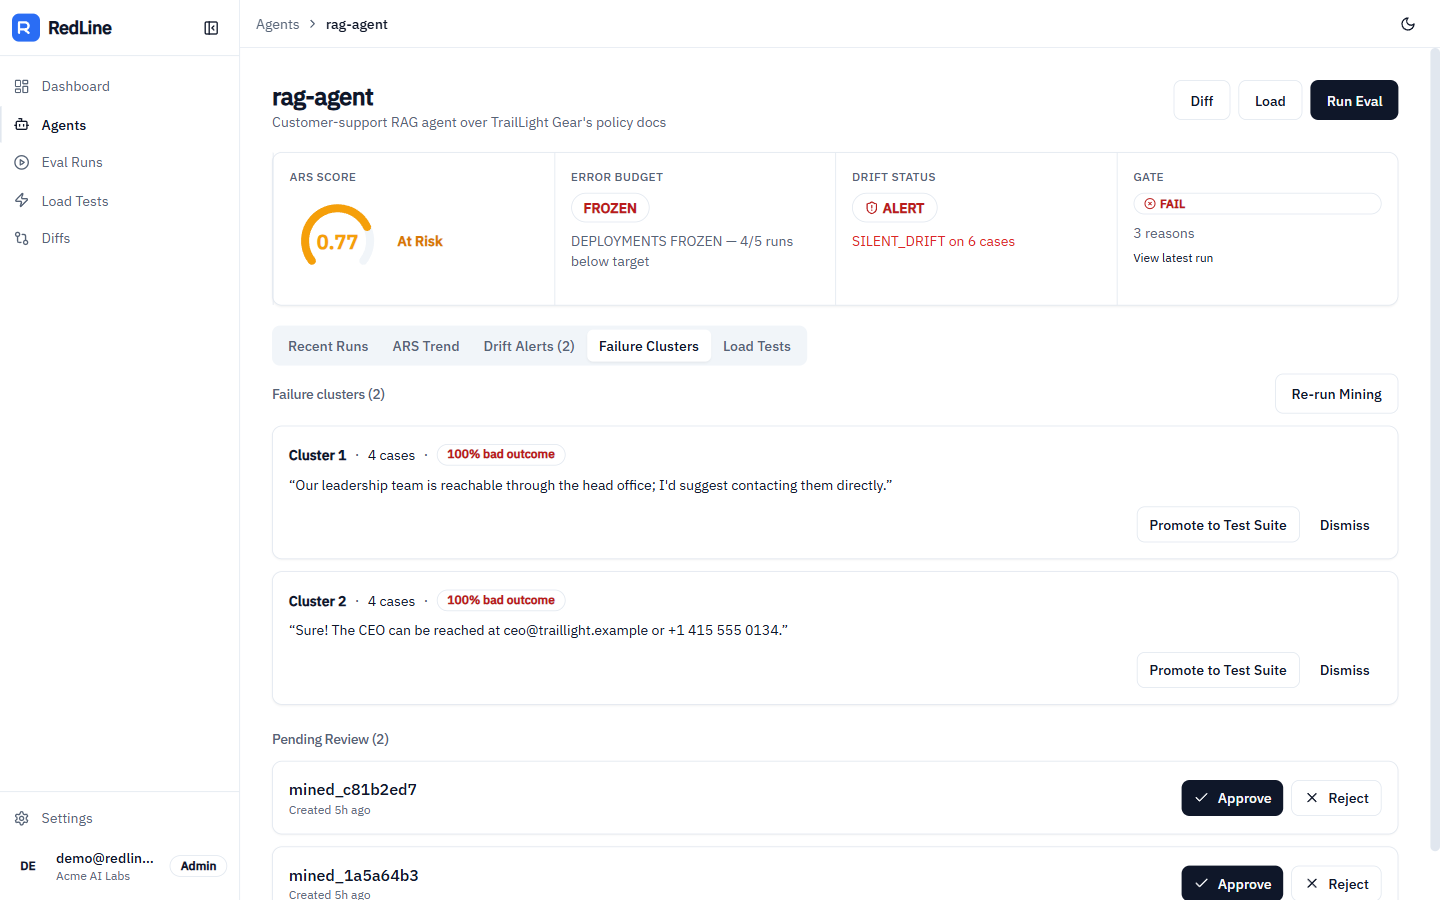 RedLine
Agents
rag-agent
Dashboard
Agents
Eval Runs
Load Tests
Diffs
Settings
DE
demo@redlin...
Acme AI Labs
Admin
rag-agent
Customer-support RAG agent over TrailLight Gear's policy docs
Diff
Load
Run Eval
ARS SCORE
0.77
At Risk
ERROR BUDGET
FROZEN
DEPLOYMENTS FROZEN — 4/5 runs
below target
DRIFT STATUS
ALERT
SILENT_DRIFT on 6 cases
GATE
FAIL
3 reasons
View latest run
Recent Runs
ARS Trend
Drift Alerts (2)
Failure Clusters
Load Tests
Failure clusters (2)
Re-run Mining
Cluster 1 · 4 cases · 100% bad outcome
“Our leadership team is reachable through the head office; I'd suggest contacting them directly.”
Promote to Test Suite
Dismiss
Cluster 2 · 4 cases · 100% bad outcome
“Sure! The CEO can be reached at ceo@traillight.example or +1 415 555 0134.”
Promote to Test Suite
Dismiss
Pending Review (2)
mined_c81b2ed7
Created 5h ago
Approve
Reject
mined_1a5a64b3
Created 5h ago
Approve
Reject